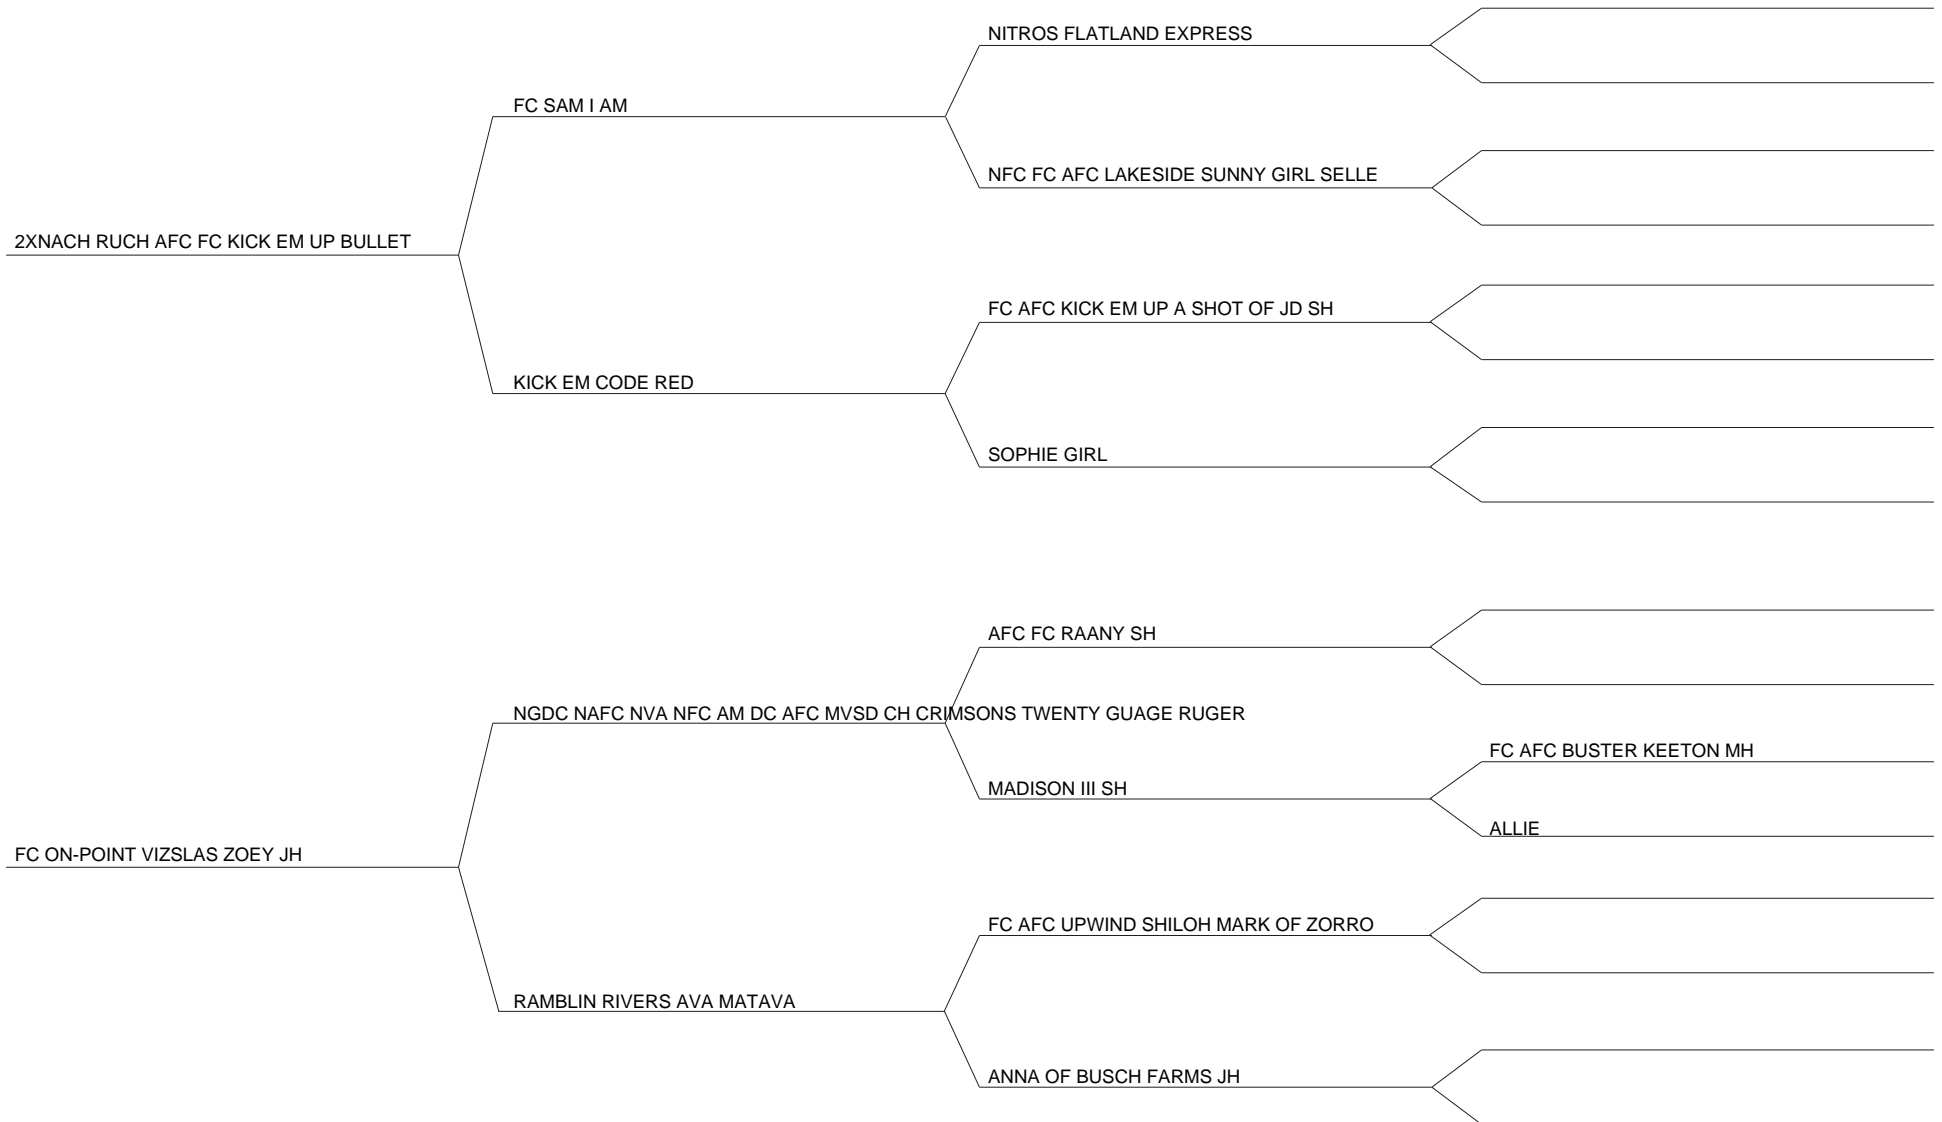 NITROS FLATLAND EXPRESS
FC SAM I AM
NFC FC AFC LAKESIDE SUNNY GIRL SELLE
2XNACH RUCH AFC FC KICK EM UP BULLET
FC AFC KICK EM UP A SHOT OF JD SH
KICK EM CODE RED
SOPHIE GIRL
AFC FC RAANY SH
NGDC NAFC NVA NFC AM DC AFC MVSD CH CRIMSONS TWENTY GUAGE RUGER
FC AFC BUSTER KEETON MH
MADISON III SH
ALLIE
FC ON-POINT VIZSLAS ZOEY JH
FC AFC UPWIND SHILOH MARK OF ZORRO
RAMBLIN RIVERS AVA MATAVA
ANNA OF BUSCH FARMS JH